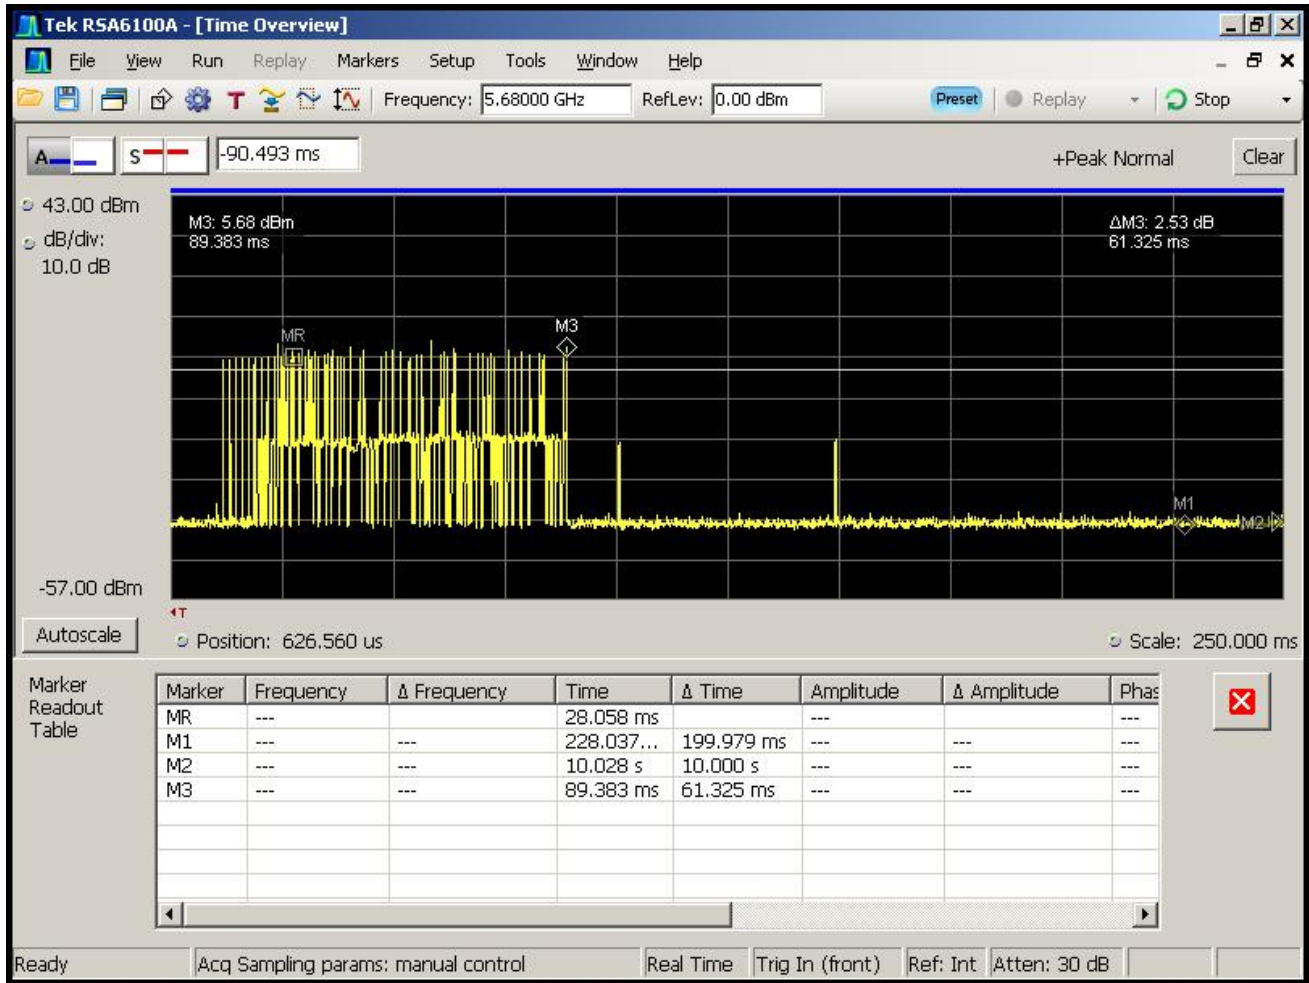 Tek RSA6100A - [Time Overview]
File View Run Replay Markers Setup Tools Window Help
T Frequency: 5.68000 GHz RefLev: 0.00 dBm Preset Replay Stop
A S -90.493 ms +Peak Normal Clear
43.00 dBm
dB/div:
10.0 dB
M3: 5.68 dBm
89.383 ms
ΔM3: 2.53 dB
61.325 ms
MR
M3
M1
M2
-57.00 dBm
T
Autoscale Position: 626.560 us Scale: 250.000 ms
Marker
Readout
Table
Marker Frequency Δ Frequency Time Δ Time Amplitude Δ Amplitude Phas
MR --- 28.058 ms --- ---
M1 --- --- 228.037... 199.979 ms --- --- ---
M2 --- --- 10.028 s 10.000 s --- --- ---
M3 --- --- 89.383 ms 61.325 ms --- --- ---
Ready Acq Sampling params: manual control Real Time Trig In (front) Ref: Int Atten: 30 dB